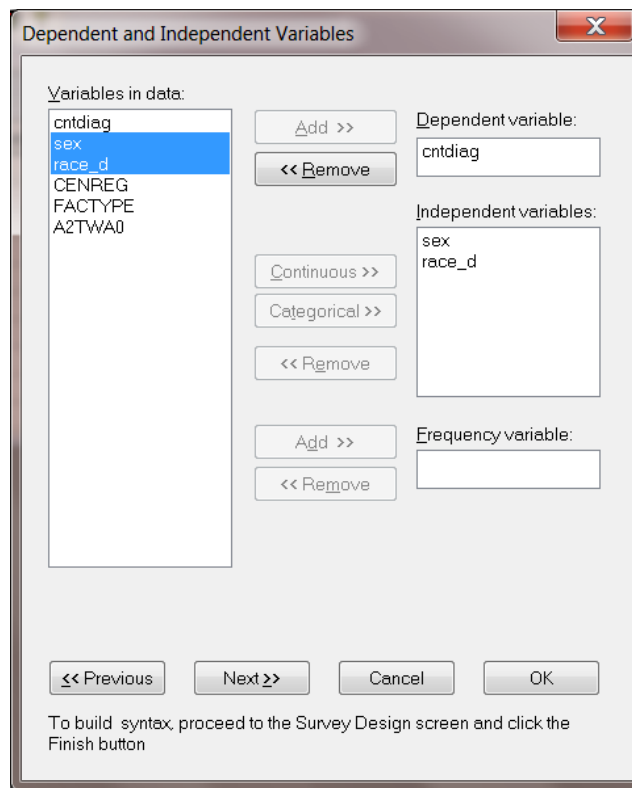 Dependent and Independent Variables
X
Variables in data:
cntdiag
sex
race_d
CENREG
FACTYPE
A2TWA0
Add >>
<< Remove
Dependent variable:
cntdiag
Independent variables:
sex
race_d
Continuous >>
Categorical >>
<< Remove
Add >>
<< Remove
Frequency variable:
<< Previous
Next >>
Cancel
OK
To build syntax, proceed to the Survey Design screen and click the
Finish button